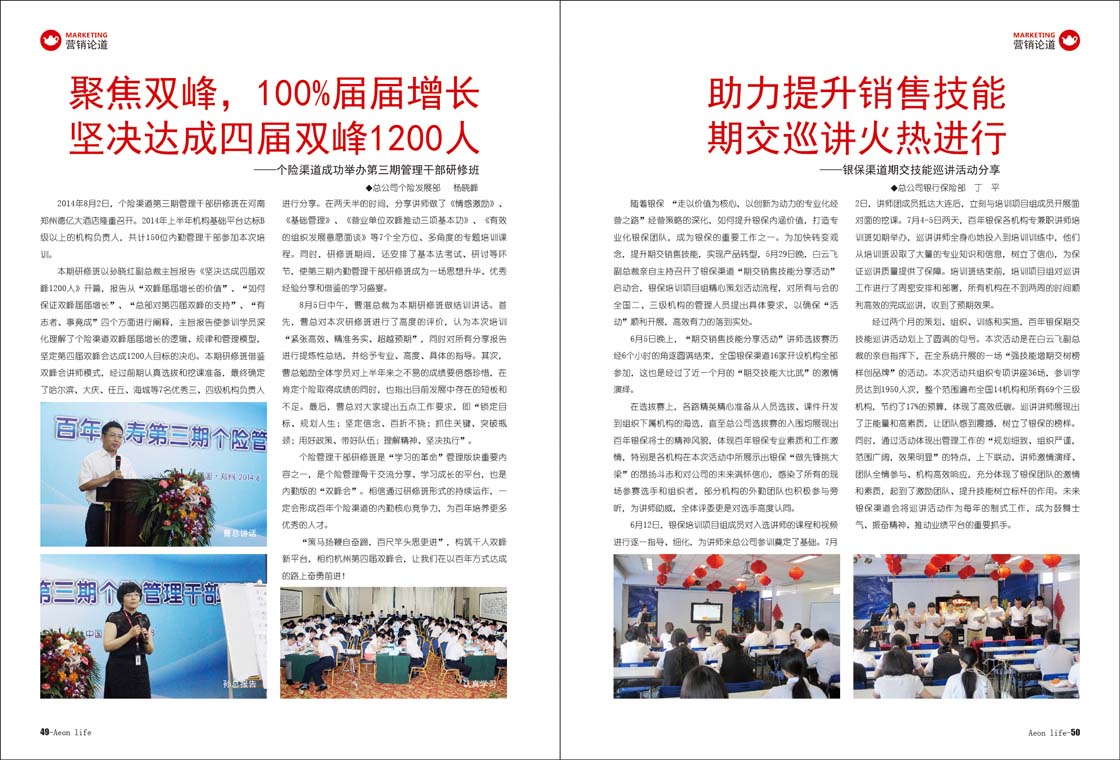 MARKETING
营销论道
聚焦双峰，100%届届增长
坚决达成四届双峰1200人
——个险渠道成功举办第三期管理干部研修班
◆总公司个险发展部 杨晓峰
2014年8月2日，个险渠道第三期管理干部研修班在河南
郑州德亿大酒店隆重召开。2014年上半年机构基础平台达标B
级以上的机构负责人，共计150位内勤管理干部参加本次培
训。
本期研修班以孙晓红副总裁主旨报告《坚决达成四届双
峰1200人》开篇，报告从“双峰届届增长的价值”、“如何
保证双峰届届增长”、“总部对第四届双峰的支持”、“有
志者，事竟成”四个方面进行阐释，主旨报告使参训学员深
化理解了个险渠道双峰届届增长的逻辑、规律和管理模型，
坚定第四届双峰会达成1200人目标的决心。本期研修班借鉴
双峰会讲师模式，经过前期认真选拔和挖课准备，最终确定
了哈尔滨、大庆、任丘、海城等7名优秀三、四级机构负责人
百年
寿第三期个险管
国·郑州 2014
曹总讲话
第三期个
管理干部
中国
孙总报告
进行分享。在两天半的时间，分享讲师做了《情感激励》、
《基础管理》、《营业单位双峰推动三项基本功》、《有效
的组织发展意愿面谈》等7个全方位、多角度的专题培训课
程。同时，研修班期间，还安排了基本法考试，研讨等环
节，使第三期内勤管理干部研修班成为一场思想升华，优秀
经验分享和借鉴的学习盛宴。
8月5日中午，曹湛总裁为本期研修班做结训讲话。首
先，曹总对本次研修班进行了高度的评价，认为本次培训
“紧张高效、精准务实、超越预期”，同时对所有分享报告
进行提炼性总结，并给予专业、高度、具体的指导。其次，
曹总勉励全体学员对上半年来之不易的成绩要倍感珍惜，在
肯定个险取得成绩的同时，也指出目前发展中存在的短板和
不足。最后，曹总对大家提出五点工作要求，即“锁定目
标、规划人生；坚定信念、百折不挠；抓住关键、突破瓶
颈；用好政策、带好队伍；理解精神、坚决执行”。
个险管理干部研修班是“学习的革命”管理版块重要内
容之一，是个险管理骨干交流分享、学习成长的平台，也是
内勤版的“双峰会”。相信通过研修班形式的持续运作，一
定会形成百年个险渠道的内勤核心竞争力，为百年培养更多
优秀的人才。
“策马扬鞭自奋蹄，百尺竿头思更进”，构筑千人双峰
新平台，相约杭州第四届双峰会，让我们在以百年方式达成
的路上奋勇前进！
认真学习
49-Aeon life
MARKETING
营销论道
助力提升销售技能
期交巡讲火热进行
——银保渠道期交技能巡讲活动分享
◆总公司银行保险部 丁 平
随着银保 “走以价值为核心，以创新为动力的专业化经
营之路”经营策略的深化，如何提升银保内涵价值，打造专
业化银保团队，成为银保的重要工作之一。为加快转变观
念，提升期交销售技能，实现产品转型，5月29日晚，白云飞
副总裁亲自主持召开了银保渠道“期交销售技能分享活动”
启动会，银保培训项目组精心策划活动流程，对所有与会的
全国二、三级机构的管理人员提出具体要求，以确保“活
动”顺利开展，高效有力的落到实处。
6月5日晚上，“期交销售技能分享活动”讲师选拔赛历
经6个小时的角逐圆满结束，全国银保渠道16家开设机构全部
参加，这也是经过了近一个月的“期交技能大比武”的激情
演绎。
在选拔赛上，各路精英精心准备从人员选拔、课件开发
到组织下属机构的海选，直至总公司选拔赛的入围均展现出
百年银保将士的精神风貌，体现百年保专业素质和工作激
情，特别是各机构在本次活动中所展示出银保“做先锋挑大
梁”的昂扬斗志和对公司的未来满怀信心，感染了所有的现
场参赛选手和组织者，部分机构的外勤团队也积极参与旁
听，为讲师助威，全体评委更是对选手高度认同。
6月12日，银保培训项目组成员对入选讲师的课程和视频
进行逐一指导、细化，为讲师来总公司参训奠定了基础。7月
2日，讲师团成员抵达大连后，立刻与培训项目组成员开展面
对面的挖课。7月4-5日两天，百年银保各机构专兼职讲师培
训班如期举办，巡讲讲师全身心地投入到培训训练中，他们
从培训班汲取了大量的专业知识和信息，树立了信心，为保
证巡讲质量提供了保障。培训班结束前，培训项目组对巡讲
工作进行了周密安排和部署，所有机构在不到两周的时间顺
利高效的完成巡讲，收到了预期效果。
经过两个月的策划、组织、训练和实施，百年银保期交
技能巡讲活动划上了圆满的句号。本次活动是在白云飞副总
裁的亲自指挥下，在全系统开展的一场“强技能增期交树榜
样创品牌”的活动。本次活动共组织专项讲座36场，参训学
员达到1950人次，整个范围遍布全国14机构和所有69个三级
机构，节约了17%的预算，体现了高效低碳。巡讲讲师展现出
了正能量和高素质，让团队感到震撼，树立了银保的榜样。
同时，通过活动体现出管理工作的“规划细致、组织严谨，
范围广阔，效果明显”的特点，上下联动，讲师激情演绎，
团队全情参与，机构高效响应，充分体现了银保团队的激情
和素质，起到了激励团队、提升技能树立标杆的作用。未来
银保渠道会将巡讲活动作为每年的制式工作，成为鼓舞士
气、振奋精神，推动业绩平台的重要抓手。
Aeon life-50